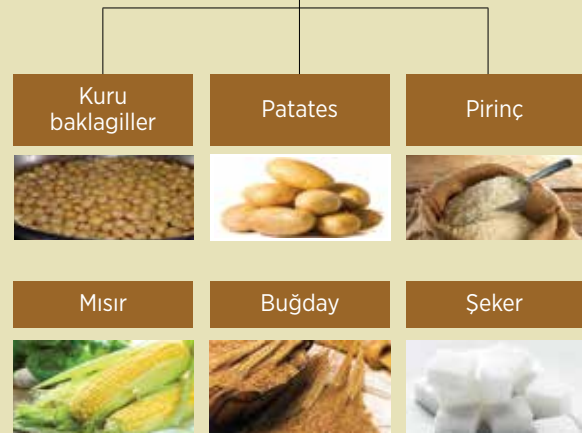 Kuru
baklagiller
Patates
Pirinç
Mısır
Buğday
Şeker